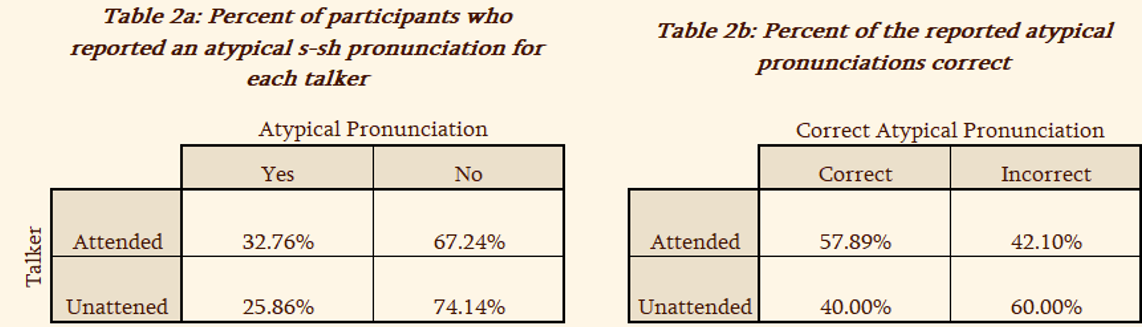 Table 2a: Percent of participants who
reported an atypical s-sh pronunciation for
each talker
Atypical Pronunciation
Yes No
Talker
Attended 32.76% 67.24%
Unattened 25.86% 74.14%
Table 2b: Percent of the reported atypical
pronunciations correct
Correct Atypical Pronunciation
Correct Incorrect
Attended 57.89% 42.10%
Unattended 40.00% 60.00%